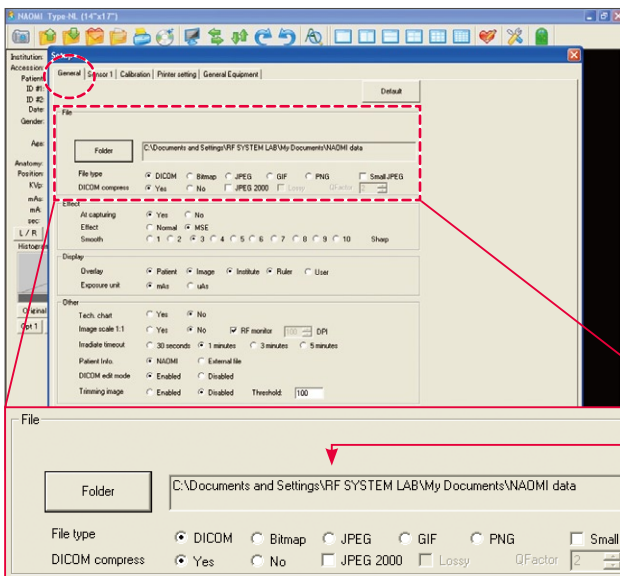 NAOMI Type-NL (14"x17")
Institution:
Accession
Patient
ID #1:
ID #2
Date:
Gender:
Age:
Anatomy:
Position
KVp:
mAs:
mA:
sec:
L / R
Histogram
Original
Opt 1
General Sensor 1 Calibration Printer setting General Equipment
Default
File
Folder C:\Documents and Settings\RF SYSTEM LAB\My Documents\NAOMI data
File type DICOM Bitmap JPEG GIF PNG Small JPEG
DICOM compress Yes No JPEG 2000 Lossy QFactor 2
Effect
At capturing Yes No
Effect Normal MSE
Smooth 1 2 3 4 5 6 7 8 9 10 Sharp
Display
Overlay Patient Image Institute Ruler User
Exposure unit mAs uAs
Other
Tech. chart Yes No
Image scale 1:1 Yes No RF monitor 100 DPI
Irradiate timeout 30 seconds 1 minutes 3 minutes 5 minutes
Patient Info. NAOMI External file
DICOM edit mode Enabled Disabled
Trimming image Enabled Disabled Threshold: 100
File
Folder C:\Documents and Settings\RF SYSTEM LAB\My Documents\NAOMI data
File type DICOM Bitmap JPEG GIF PNG Small
DICOM compress Yes No JPEG 2000 Lossy QFactor 2